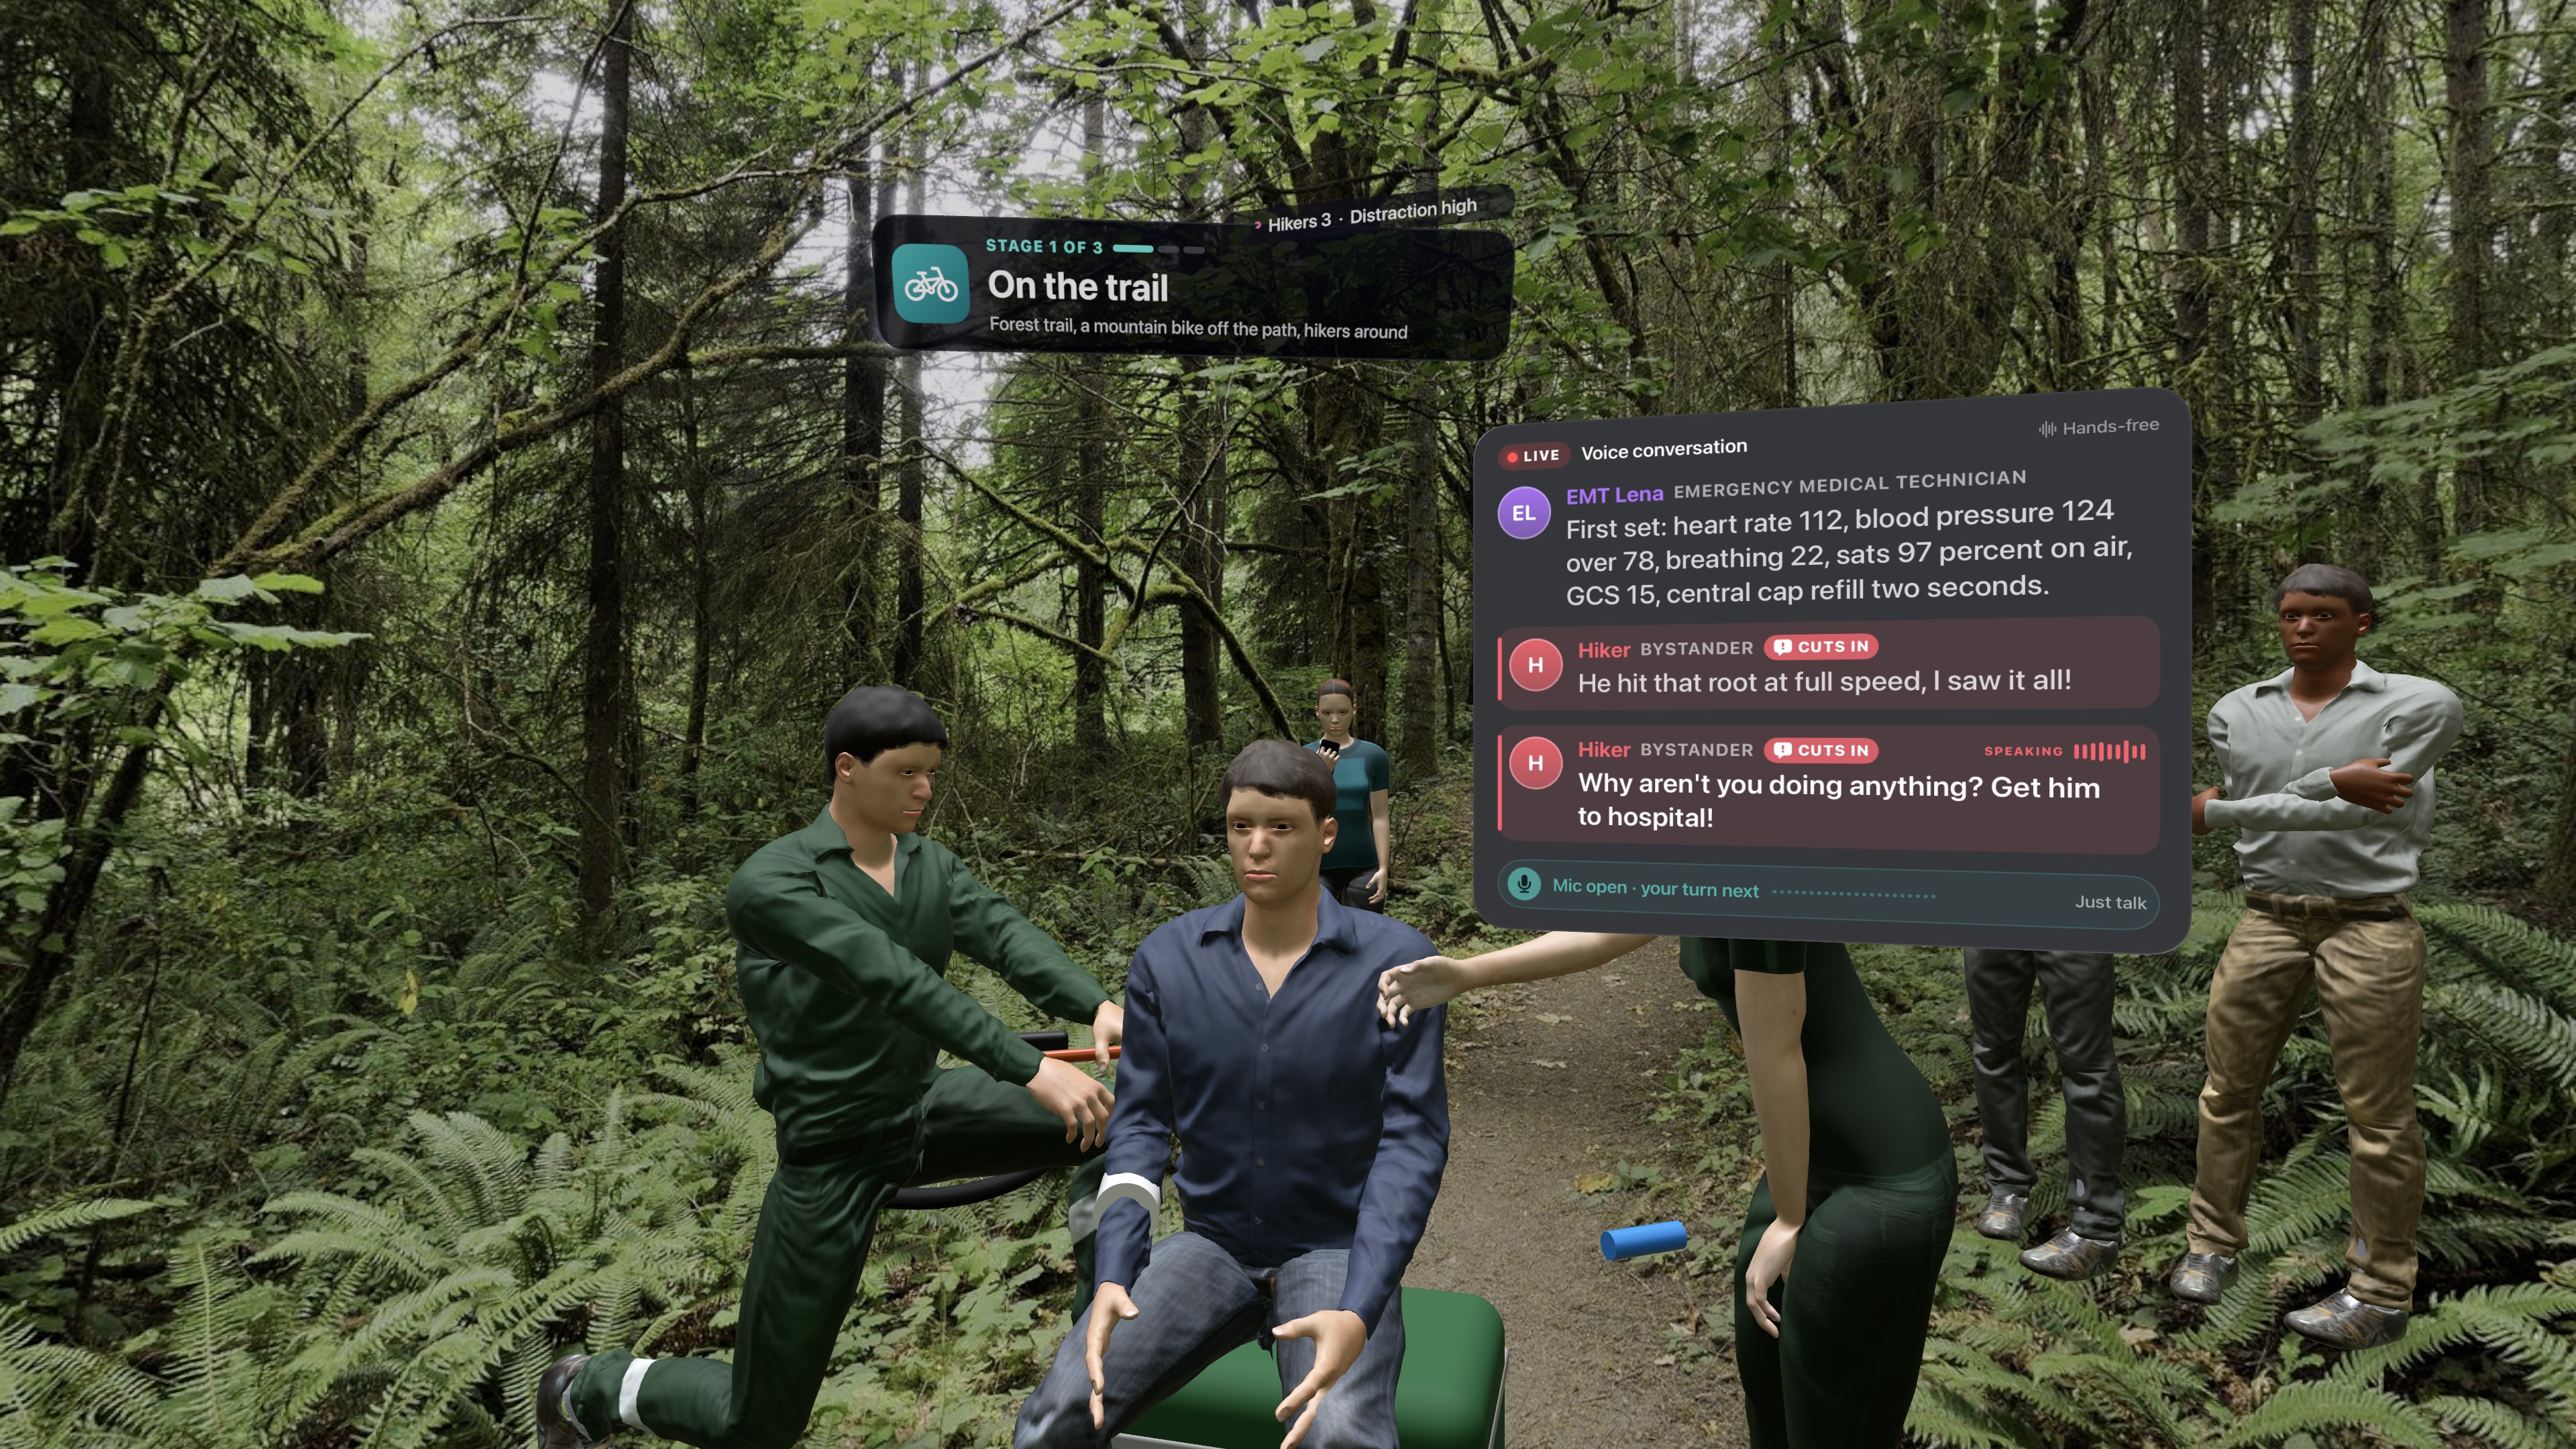 Hikers 3 · Distraction high
STAGE 1 OF 3
On the trail
Forest trail, a mountain bike off the path, hikers around
LIVE Voice conversation
Hands-free
EL
EMT Lena EMERGENCY MEDICAL TECHNICIAN
First set: heart rate 112, blood pressure 124
over 78, breathing 22, sats 97 percent on air,
GCS 15, central cap refill two seconds.
H
Hiker BYSTANDER CUTS IN
He hit that root at full speed, I saw it all!
H
Hiker BYSTANDER CUTS IN SPEAKING
Why aren't you doing anything? Get him
to hospital!
Mic open · your turn next
Just talk